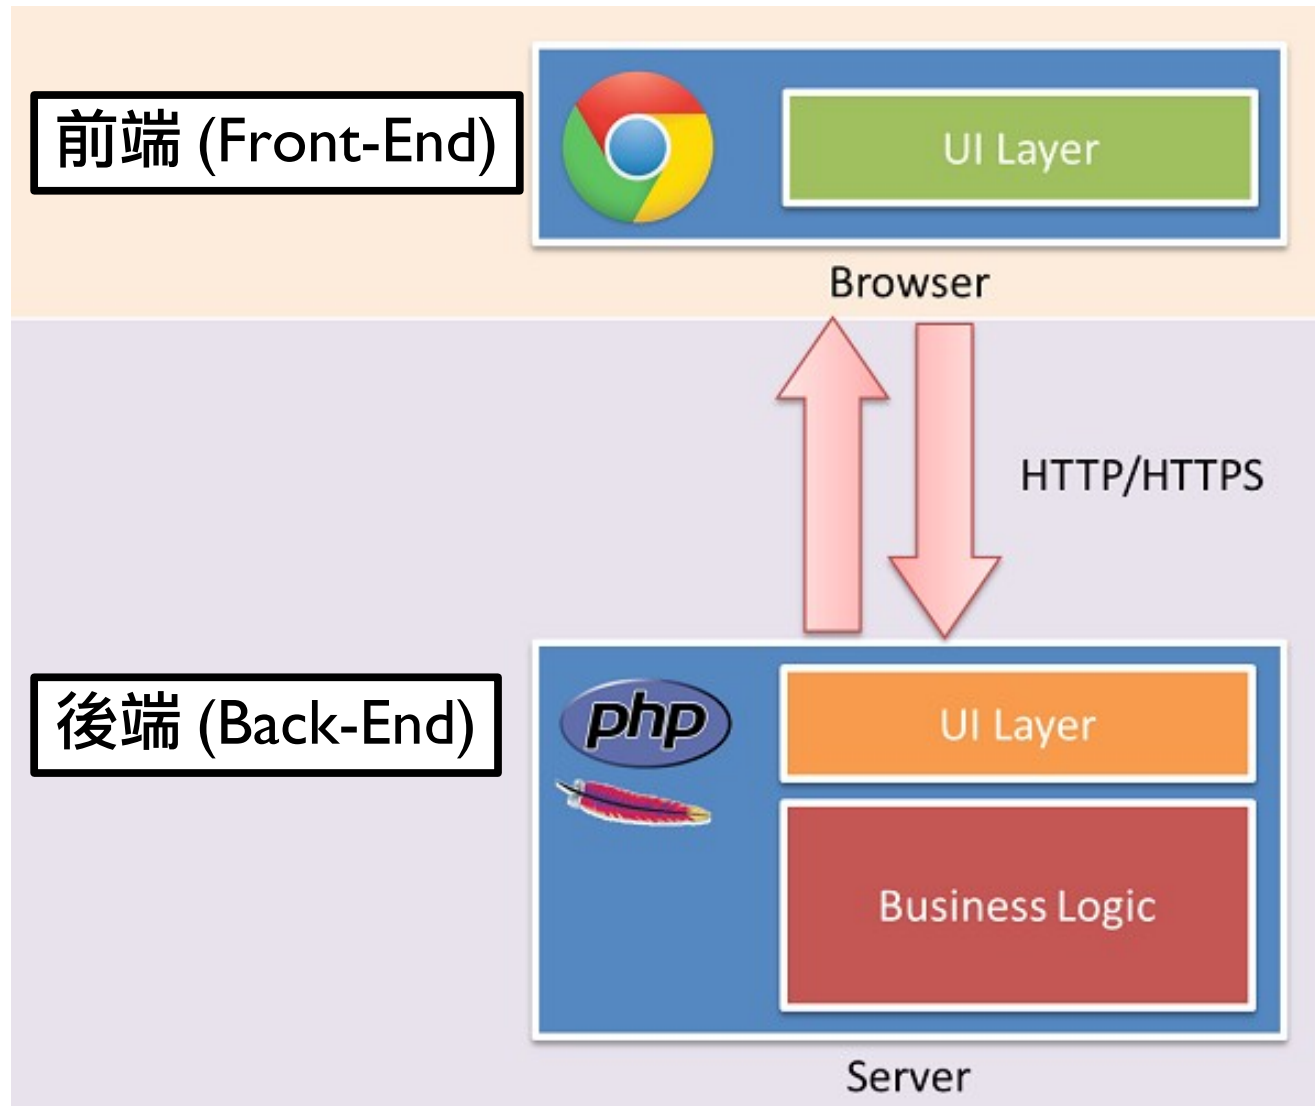 前端 (Front-End)
UI Layer
Browser
HTTP/HTTPS
後端 (Back-End)
php
UI Layer
Business Logic
Server